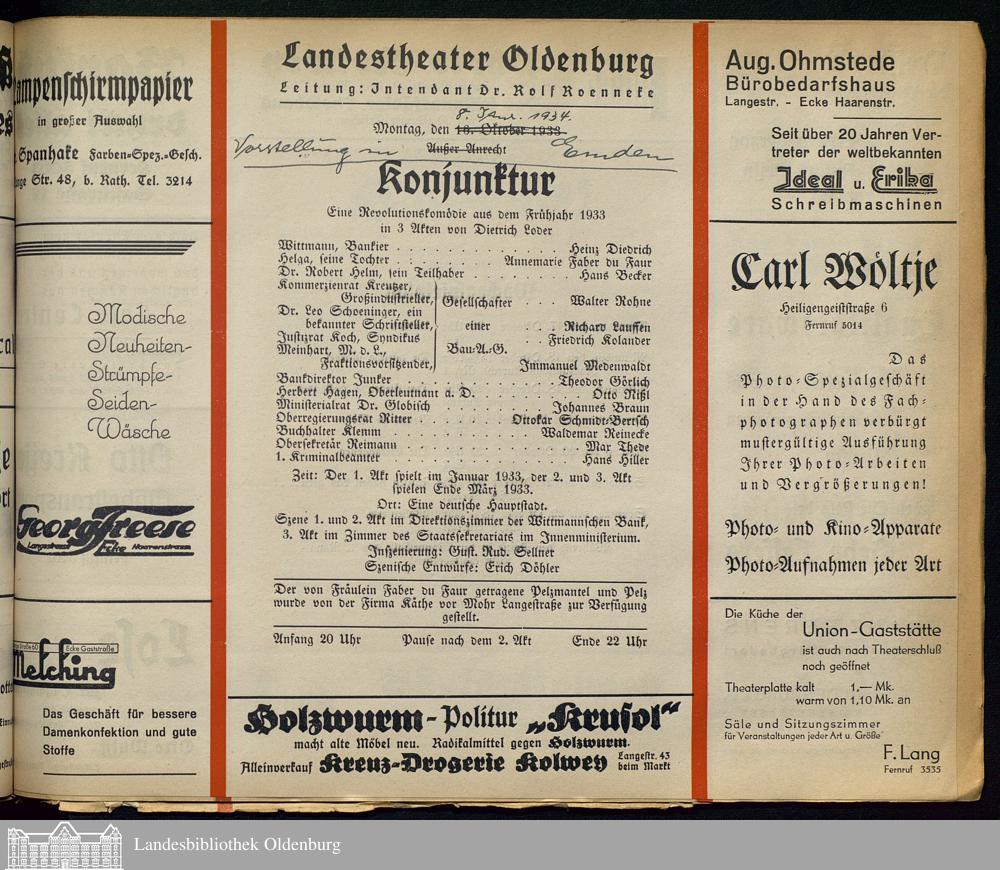 Lampenschirmpapier
in großer Auswahl
Spanhake Farben=Spez.=Gesch.
Str. 48, b. Rath. Tel. 3214
Modische
Neuheiten-
Strümpfe-
Seiden-
Wäsche
Georg Freese
Langestrasse Ecke Haarenstrasse
Ecke Gaststraße
Melching
Das Geschäft für bessere
Damenkonfektion und gute
Stoffe
Landestheater Oldenburg
Leitung: Intendant Dr. Rolf Roennecke
8. Jan. 1934.
Montag, den 16. Oktober 1933
Vorstellung in Emden
Außer Anrecht
Konjunktur
Eine Revolutionskomödie aus dem Frühjahr 1933
in 3 Akten von Dietrich Loder
Wittmann, Bankier . . . Heinz Diedrich
Helga, seine Tochter . . . Annemarie Faber du Faur
Dr. Robert Helm, sein Teilhaber . . . Hans Becker
Kommerzienrat Kreutzer,
Großindustrieller, Gesellschafter . . . Walter Rohne
Dr. Leo Schoeninger, ein
bekannter Schriftsteller, einer . . Richard Lauffen
Justizrat Koch, Syndikus . . Friedrich Kolander
Meinhart, M. d. L., Bau=A.=G.
Fraktionsvorsitzender, Immanuel Medenwaldt
Bankdirektor Junker . . . Theodor Görlich
Herbert Hagen, Oberleutnant a. D. . . . Otto Nißl
Ministerialrat Dr. Globisch . . . Johannes Braun
Oberregierungsrat Ritter . . . Ottokar Schmidt=Bertsch
Buchhalter Klemm . . . Waldemar Reinecke
Obersekretär Reimann . . . Max Thede
1. Kriminalbeamter . . . Hans Hiller
Zeit: Der 1. Akt spielt im Januar 1933, der 2. und 3. Akt
spielen Ende März 1933.
Ort: Eine deutsche Hauptstadt.
Szene 1. und 2. Akt im Direktionszimmer der Wittmannschen Bank,
3. Akt im Zimmer des Staatssekretariats im Innenministerium.
Inszenierung: Gust. Rud. Sellner
Szenische Entwürfe: Erich Döhler
Der von Fräulein Faber du Faur getragene Pelzmantel und Pelz
wurde von der Firma Käthe vor Mohr Langestraße zur Verfügung
gestellt.
Anfang 20 Uhr Pause nach dem 2. Akt Ende 22 Uhr
Holzwurm-Politur „Krusol“
macht alte Möbel neu. Radikalmittel gegen Holzwurm.
Alleinverkauf Kreuz-Drogerie Kolwey Langestr. 43
beim Markt
Aug. Ohmstede
Bürobedarfshaus
Langestr. - Ecke Haarenstr.
Seit über 20 Jahren Ver-
treter der weltbekannten
Ideal u. Erika
Schreibmaschinen
Carl Wöltje
Heiligengeiststraße 6
Fernruf 5014
Das
Photo=Spezialgeschäft
in der Hand des Fach=
photographen verbürgt
mustergültige Ausführung
Ihrer Photo=Arbeiten
und Vergrößerungen!
Photo= und Kino=Apparate
Photo=Aufnahmen jeder Art
Die Küche der
Union-Gaststätte
ist auch nach Theaterschluß
noch geöffnet
Theaterplatte kalt 1,— Mk.
warm von 1,10 Mk. an
Säle und Sitzungszimmer
für Veranstaltungen jeder Art u. Größe
F. Lang
Fernruf 3535
Landesbibliothek Oldenburg